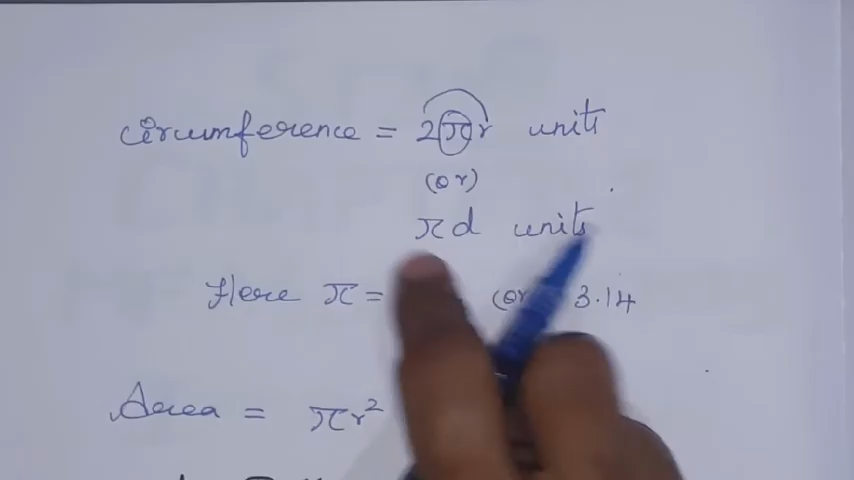 circumference = 2πr units
(or)
πd units
Here π = (or) 3.14
Area = πr²